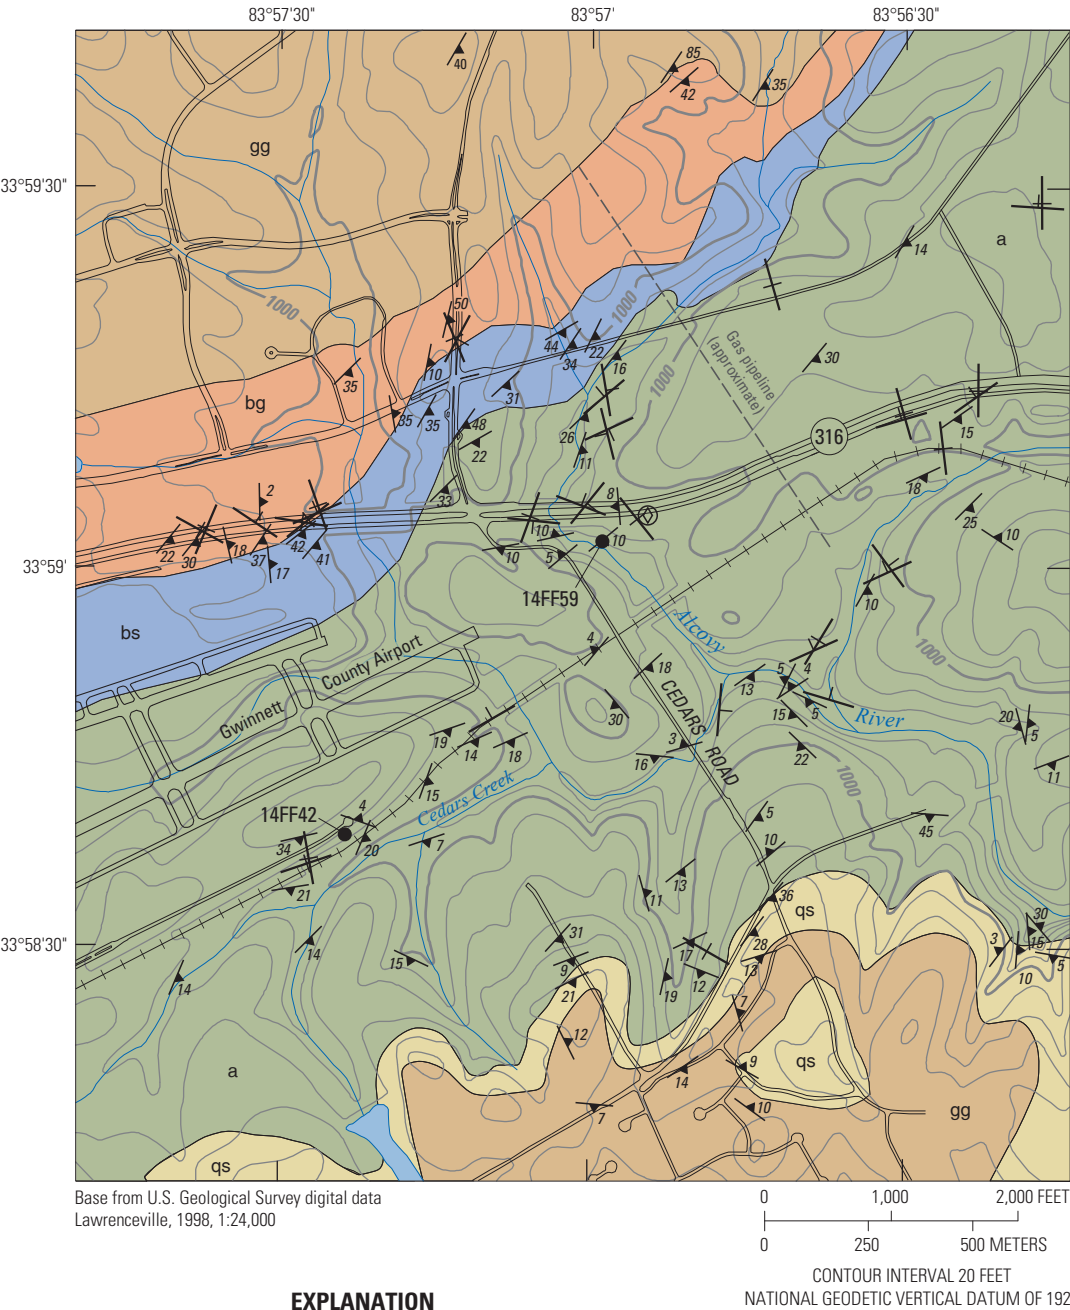 83°57'30" 83°57' 83°56'30"
85
40
42 35
gg
33°59'30"
a
14
1000 1000
50
44 22
34 16
Gas pipeline
(approximate)
30
10
35
1000
31
bg
35 35 48
26
22
316
15
11
18
33
2
8
25
22 30 18 42 41
10 10
10
10
37
17
5
33°59'
14FF59
10
bs
Alcovy
4
County Airport
18
1000
5 4
13
CEDARS ROAD
Gwinnett
30
15 5
River
20 5
19 14 18
3
16
22
11
15
1000
Cedars Creek
14FF42
4
5
45
34 20 7
10
13
21
11
36
qs
33°58'30"
31
14
30
28
3 15
17
15
9
13
5
14
21
19 12
10
7
12
9
qs
a
14
10
7
gg
qs
Base from U.S. Geological Survey digital data
Lawrenceville, 1998, 1:24,000
0 1,000 2,000 FEET
0 250 500 METERS
CONTOUR INTERVAL 20 FEET
NATIONAL GEODETIC VERTICAL DATUM OF 192
EXPLANATION